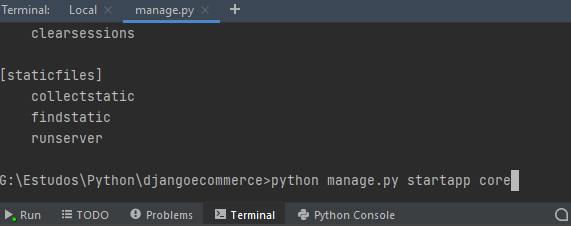 Terminal: Local × manage.py × +
clearsessions
[staticfiles]
collectstatic
findstatic
runserver
G:\Estudos\Python\djangoecommerce>python manage.py startapp core
Run TODO Problems Terminal Python Console